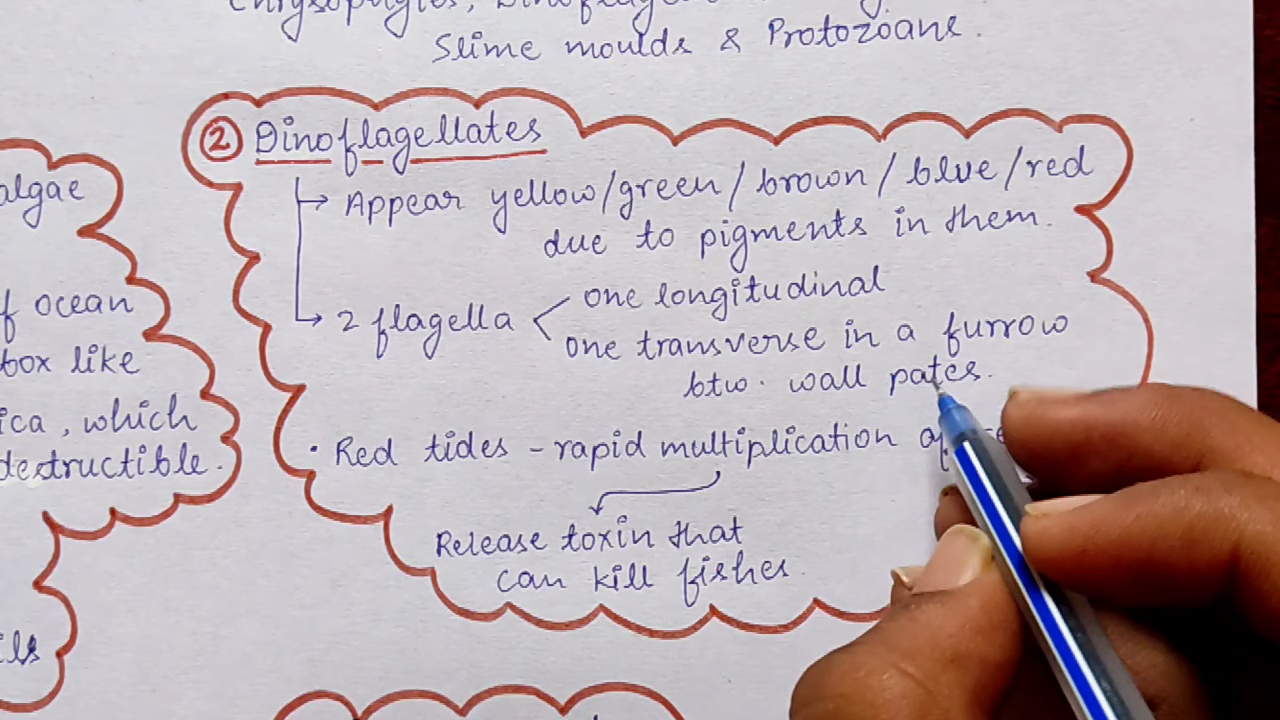 Slime moulds & Protozoans.
② Dinoflagellates
→ Appear yellow/green/brown/blue/red
due to pigments in them.
→ 2 flagella < one longitudinal
one transverse in a furrow
btw. wall pates.
• Red tides - rapid multiplication
Release toxin that
can kill fishes.
algae
ocean
box like
which
destructible.